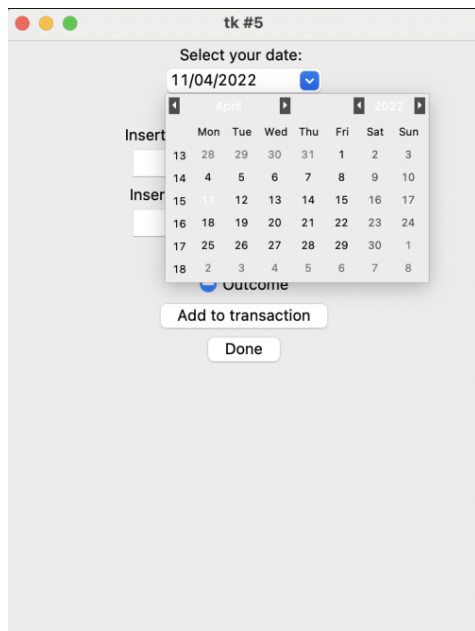 tk #5
Select your date:
11/04/2022
April 2022
Mon Tue Wed Thu Fri Sat Sun
Insert
13 28 29 30 31 1 2 3
14 4 5 6 7 8 9 10
Inser
15 11 12 13 14 15 16 17
16 18 19 20 21 22 23 24
17 25 26 27 28 29 30 1
18 2 3 4 5 6 7 8
Outcome
Add to transaction
Done